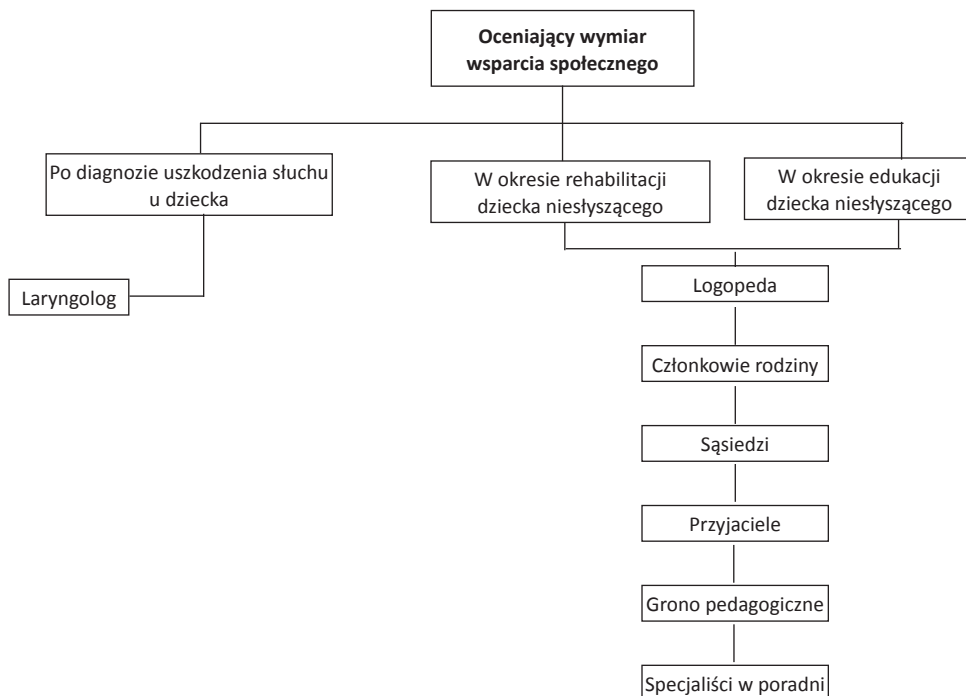 Oceniający wymiar
wsparcia społecznego
Po diagnozie uszkodzenia słuchu
u dziecka
W okresie rehabilitacji
dziecka niesłyszącego
W okresie edukacji
dziecka niesłyszącego
Laryngolog
Logopeda
Członkowie rodziny
Sąsiedzi
Przyjaciele
Grono pedagogiczne
Specjaliści w poradni